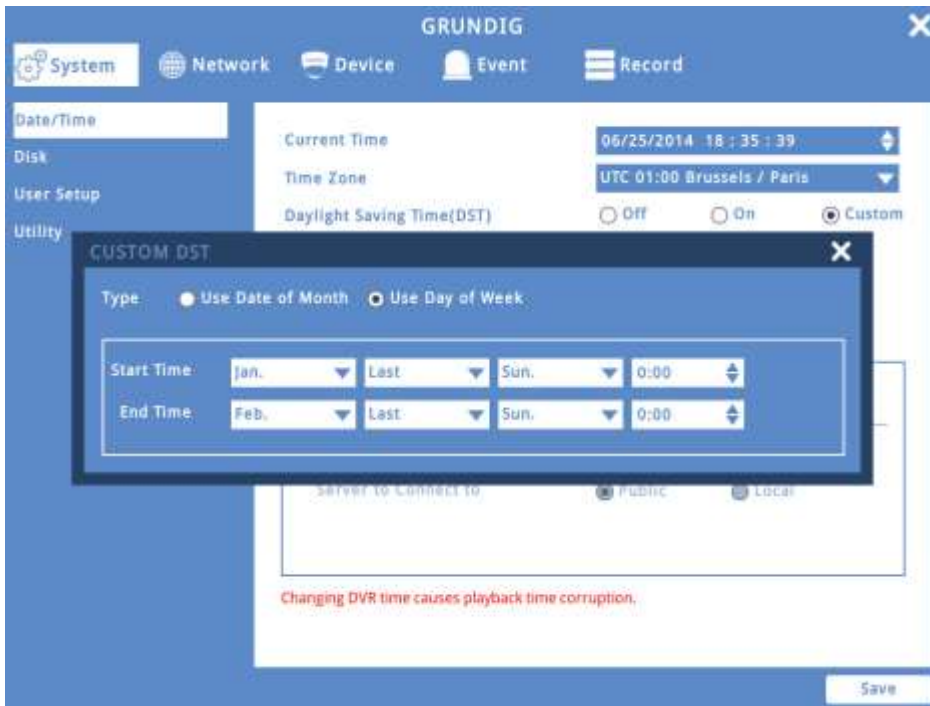 GRUNDIG
System Network Device Event Record
Date/Time
Disk
User Setup
Utility
Current Time 06/25/2014 18 : 35 : 39
Time Zone UTC 01:00 Brussels / Paris
Daylight Saving Time(DST) Off On Custom
CUSTOM DST
Type Use Date of Month Use Day of Week
Start Time Jan. Last Sun. 0:00
End Time Feb. Last Sun. 0:00
Server to Connect to Public Local
Changing DVR time causes playback time corruption.
Save